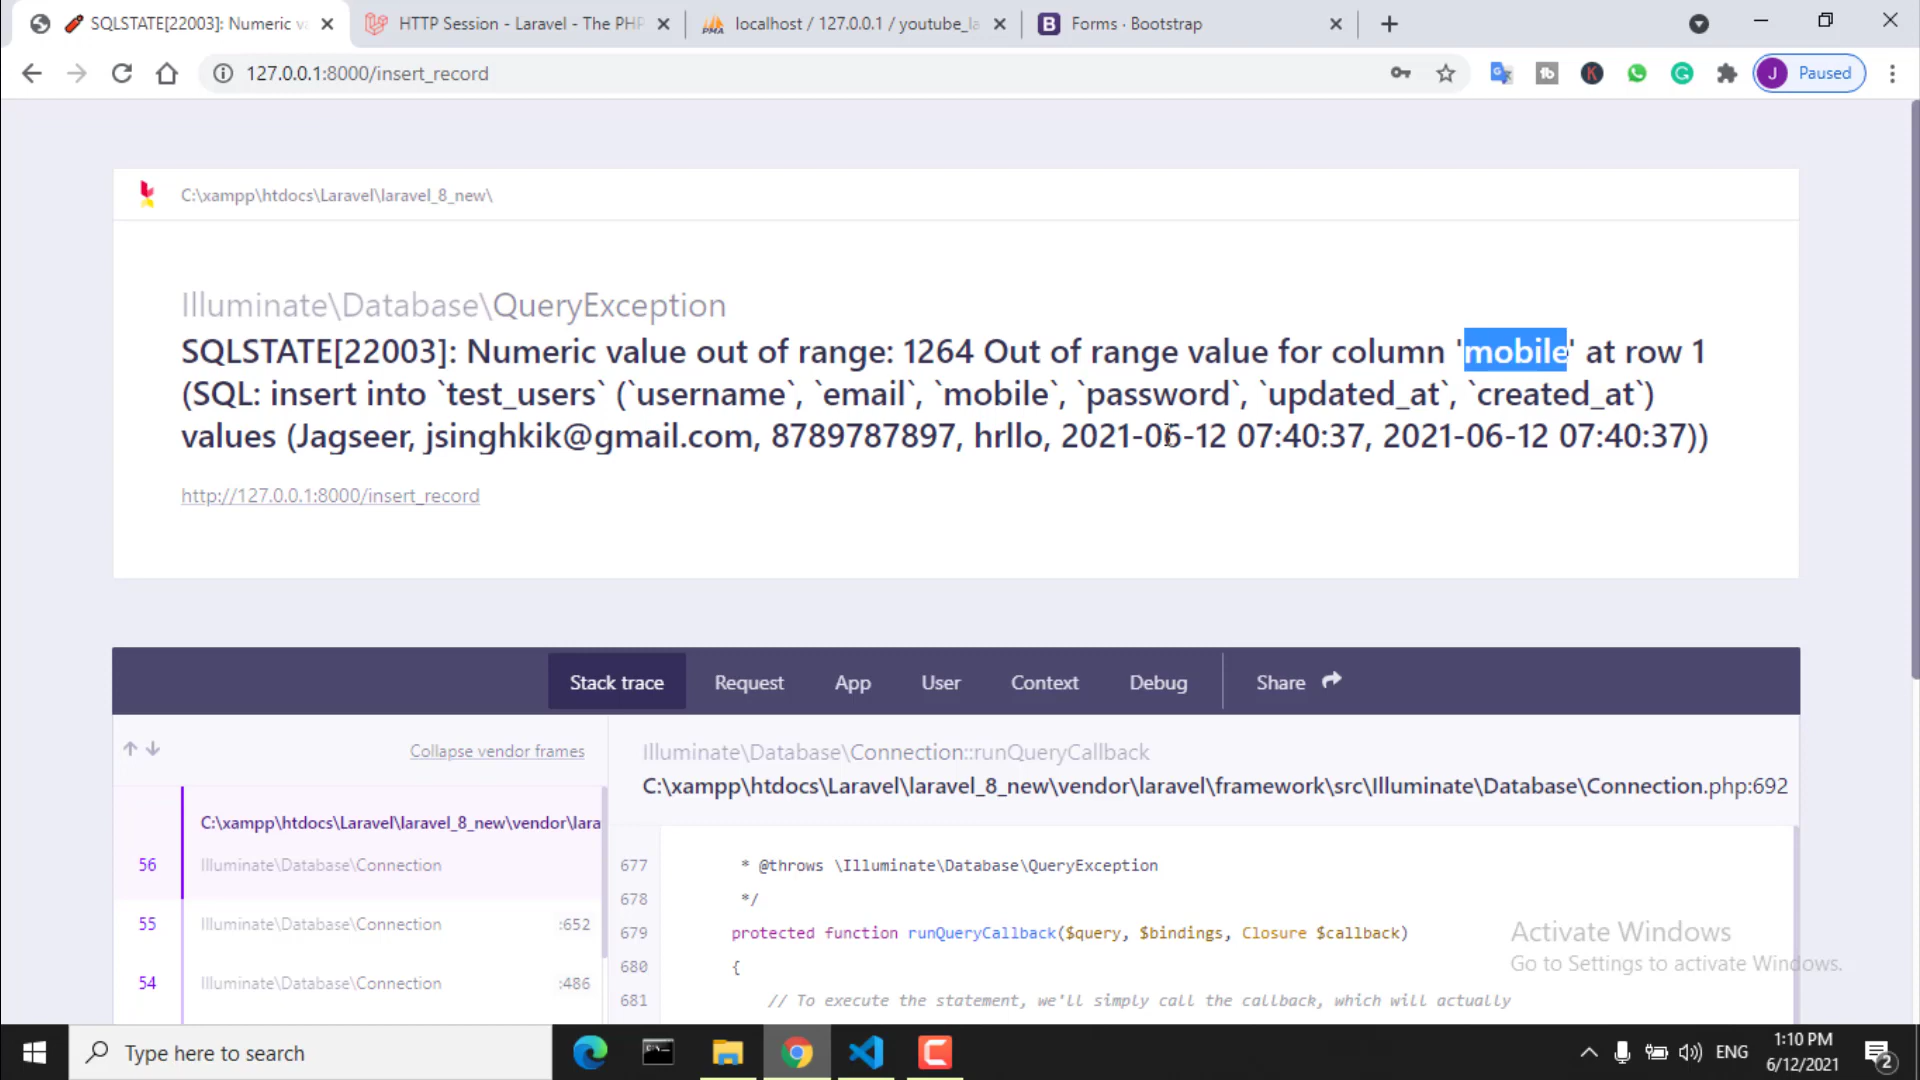 SQLSTATE[22003]: Numeric va
HTTP Session - Laravel - The PHP
localhost / 127.0.0.1 / youtube_la
Forms · Bootstrap
127.0.0.1:8000/insert_record
J Paused
C:\xampp\htdocs\Laravel\laravel_8_new\
Illuminate\Database\QueryException
SQLSTATE[22003]: Numeric value out of range: 1264 Out of range value for column 'mobile' at row 1
(SQL: insert into `test_users` (`username`, `email`, `mobile`, `password`, `updated_at`, `created_at`)
values (Jagseer, jsinghkik@gmail.com, 8789787897, hrllo, 2021-06-12 07:40:37, 2021-06-12 07:40:37))
http://127.0.0.1:8000/insert_record
Stack trace Request App User Context Debug Share
Collapse vendor frames
Illuminate\Database\Connection::runQueryCallback
C:\xampp\htdocs\Laravel\laravel_8_new\vendor\laravel\framework\src\Illuminate\Database\Connection.php:692
C:\xampp\htdocs\Laravel\laravel_8_new\vendor\lara
56 Illuminate\Database\Connection
55 Illuminate\Database\Connection :652
54 Illuminate\Database\Connection :486
677 * @throws \Illuminate\Database\QueryException
678 */
679 protected function runQueryCallback($query, $bindings, Closure $callback)
680 {
681 // To execute the statement, we'll simply call the callback, which will actually
Activate Windows
Go to Settings to activate Windows.
Type here to search
ENG
1:10 PM
6/12/2021
2